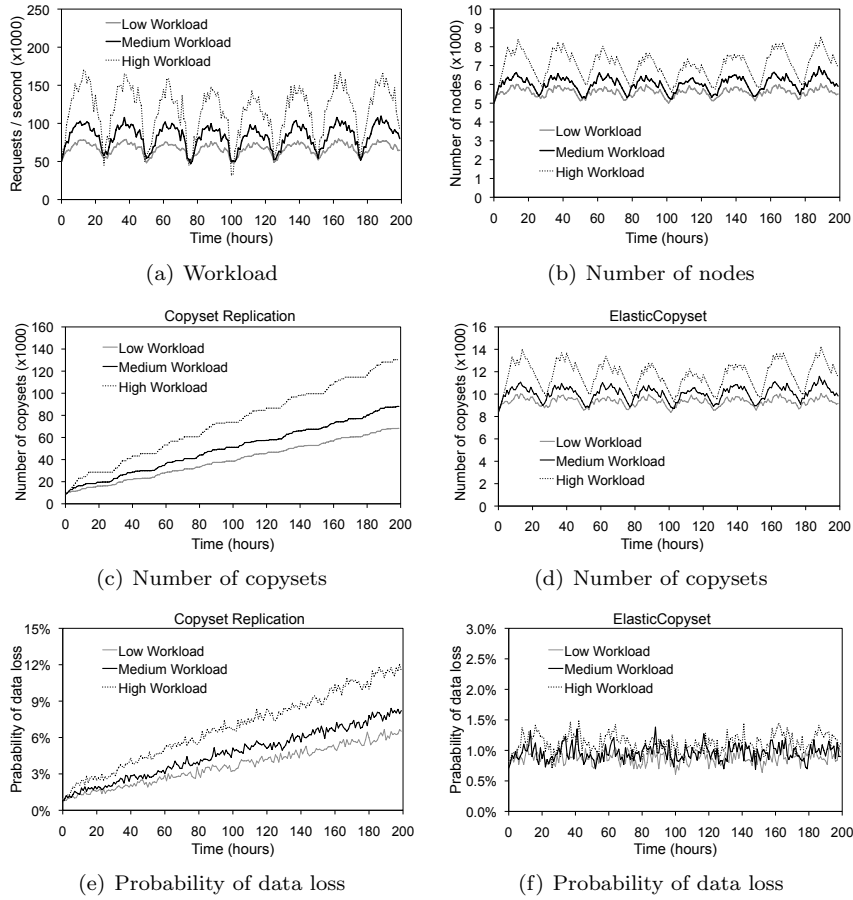 250
200
150
100
50
0
Requests / second (x1000)
Low Workload
Medium Workload
High Workload
0 20 40 60 80 100 120 140 160 180 200
Time (hours)
(a) Workload
10
9
8
7
6
5
4
3
2
1
0
Number of nodes (x1000)
Low Workload
Medium Workload
High Workload
0 20 40 60 80 100 120 140 160 180 200
Time (hours)
(b) Number of nodes
Copyset Replication
160
140
120
100
80
60
40
20
0
Number of copysets (x1000)
Low Workload
Medium Workload
High Workload
0 20 40 60 80 100 120 140 160 180 200
Time (hours)
(c) Number of copysets
ElasticCopyset
16
14
12
10
8
6
4
2
0
Number of copysets (x1000)
Low Workload
Medium Workload
High Workload
0 20 40 60 80 100 120 140 160 180 200
Time (hours)
(d) Number of copysets
Copyset Replication
15%
12%
9%
6%
3%
0%
Prabability of data loss
Low Workload
Medium Workload
High Workload
0 20 40 60 80 100 120 140 160 180 200
Time (hours)
(e) Probability of data loss
ElasticCopyset
3.0%
2.5%
2.0%
1.5%
1.0%
0.5%
0.0%
Prabability of data loss
Low Workload
Medium Workload
High Workload
0 20 40 60 80 100 120 140 160 180 200
Time (hours)
(f) Probability of data loss